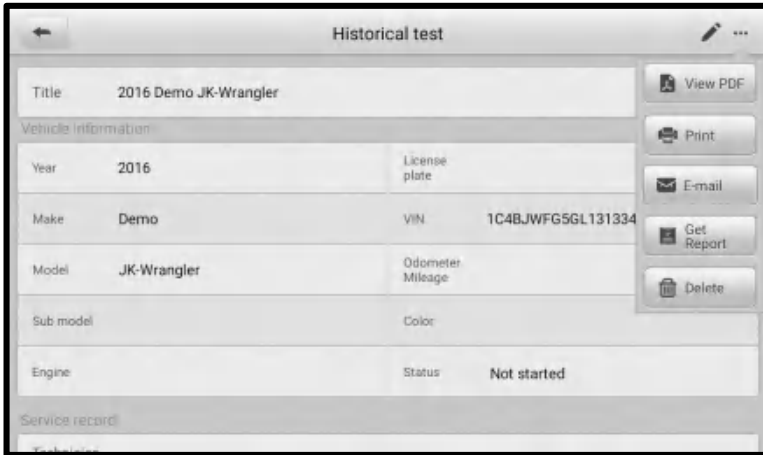 Historical test
Title 2016 Demo JK-Wrangler
Vehicle information
Year 2016 License plate
Make Demo VIN 1C4BJWFG5GL131334
Model JK-Wrangler Odometer Mileage
Sub model Color
Engine Status Not started
Service record
Technician
View PDF
Print
E-mail
Get Report
Delete